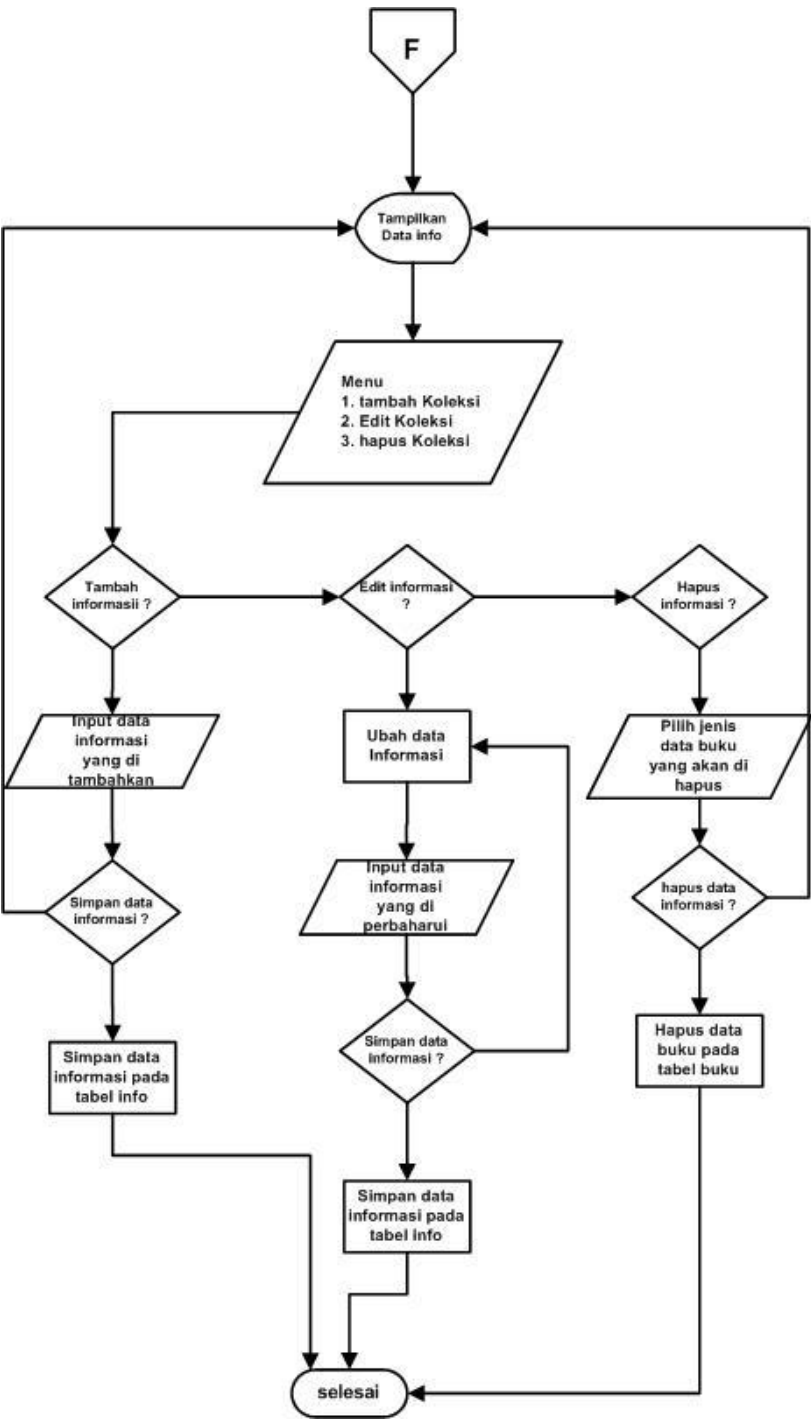 F
Tampilkan
Data info
Menu
1. tambah Koleksi
2. Edit Koleksi
3. hapus Koleksi
Tambah
informasii ?
Edit informasi
?
Hapus
informasi ?
Input data
informasi
yang di
tambahkan
Ubah data
Informasi
Pilih jenis
data buku
yang akan di
hapus
Simpan data
informasi ?
Input data
informasi
yang di
perbaharui
hapus data
informasi ?
Simpan data
informasi pada
tabel info
Simpan data
informasi ?
Hapus data
buku pada
tabel buku
Simpan data
informasi pada
tabel info
selesai